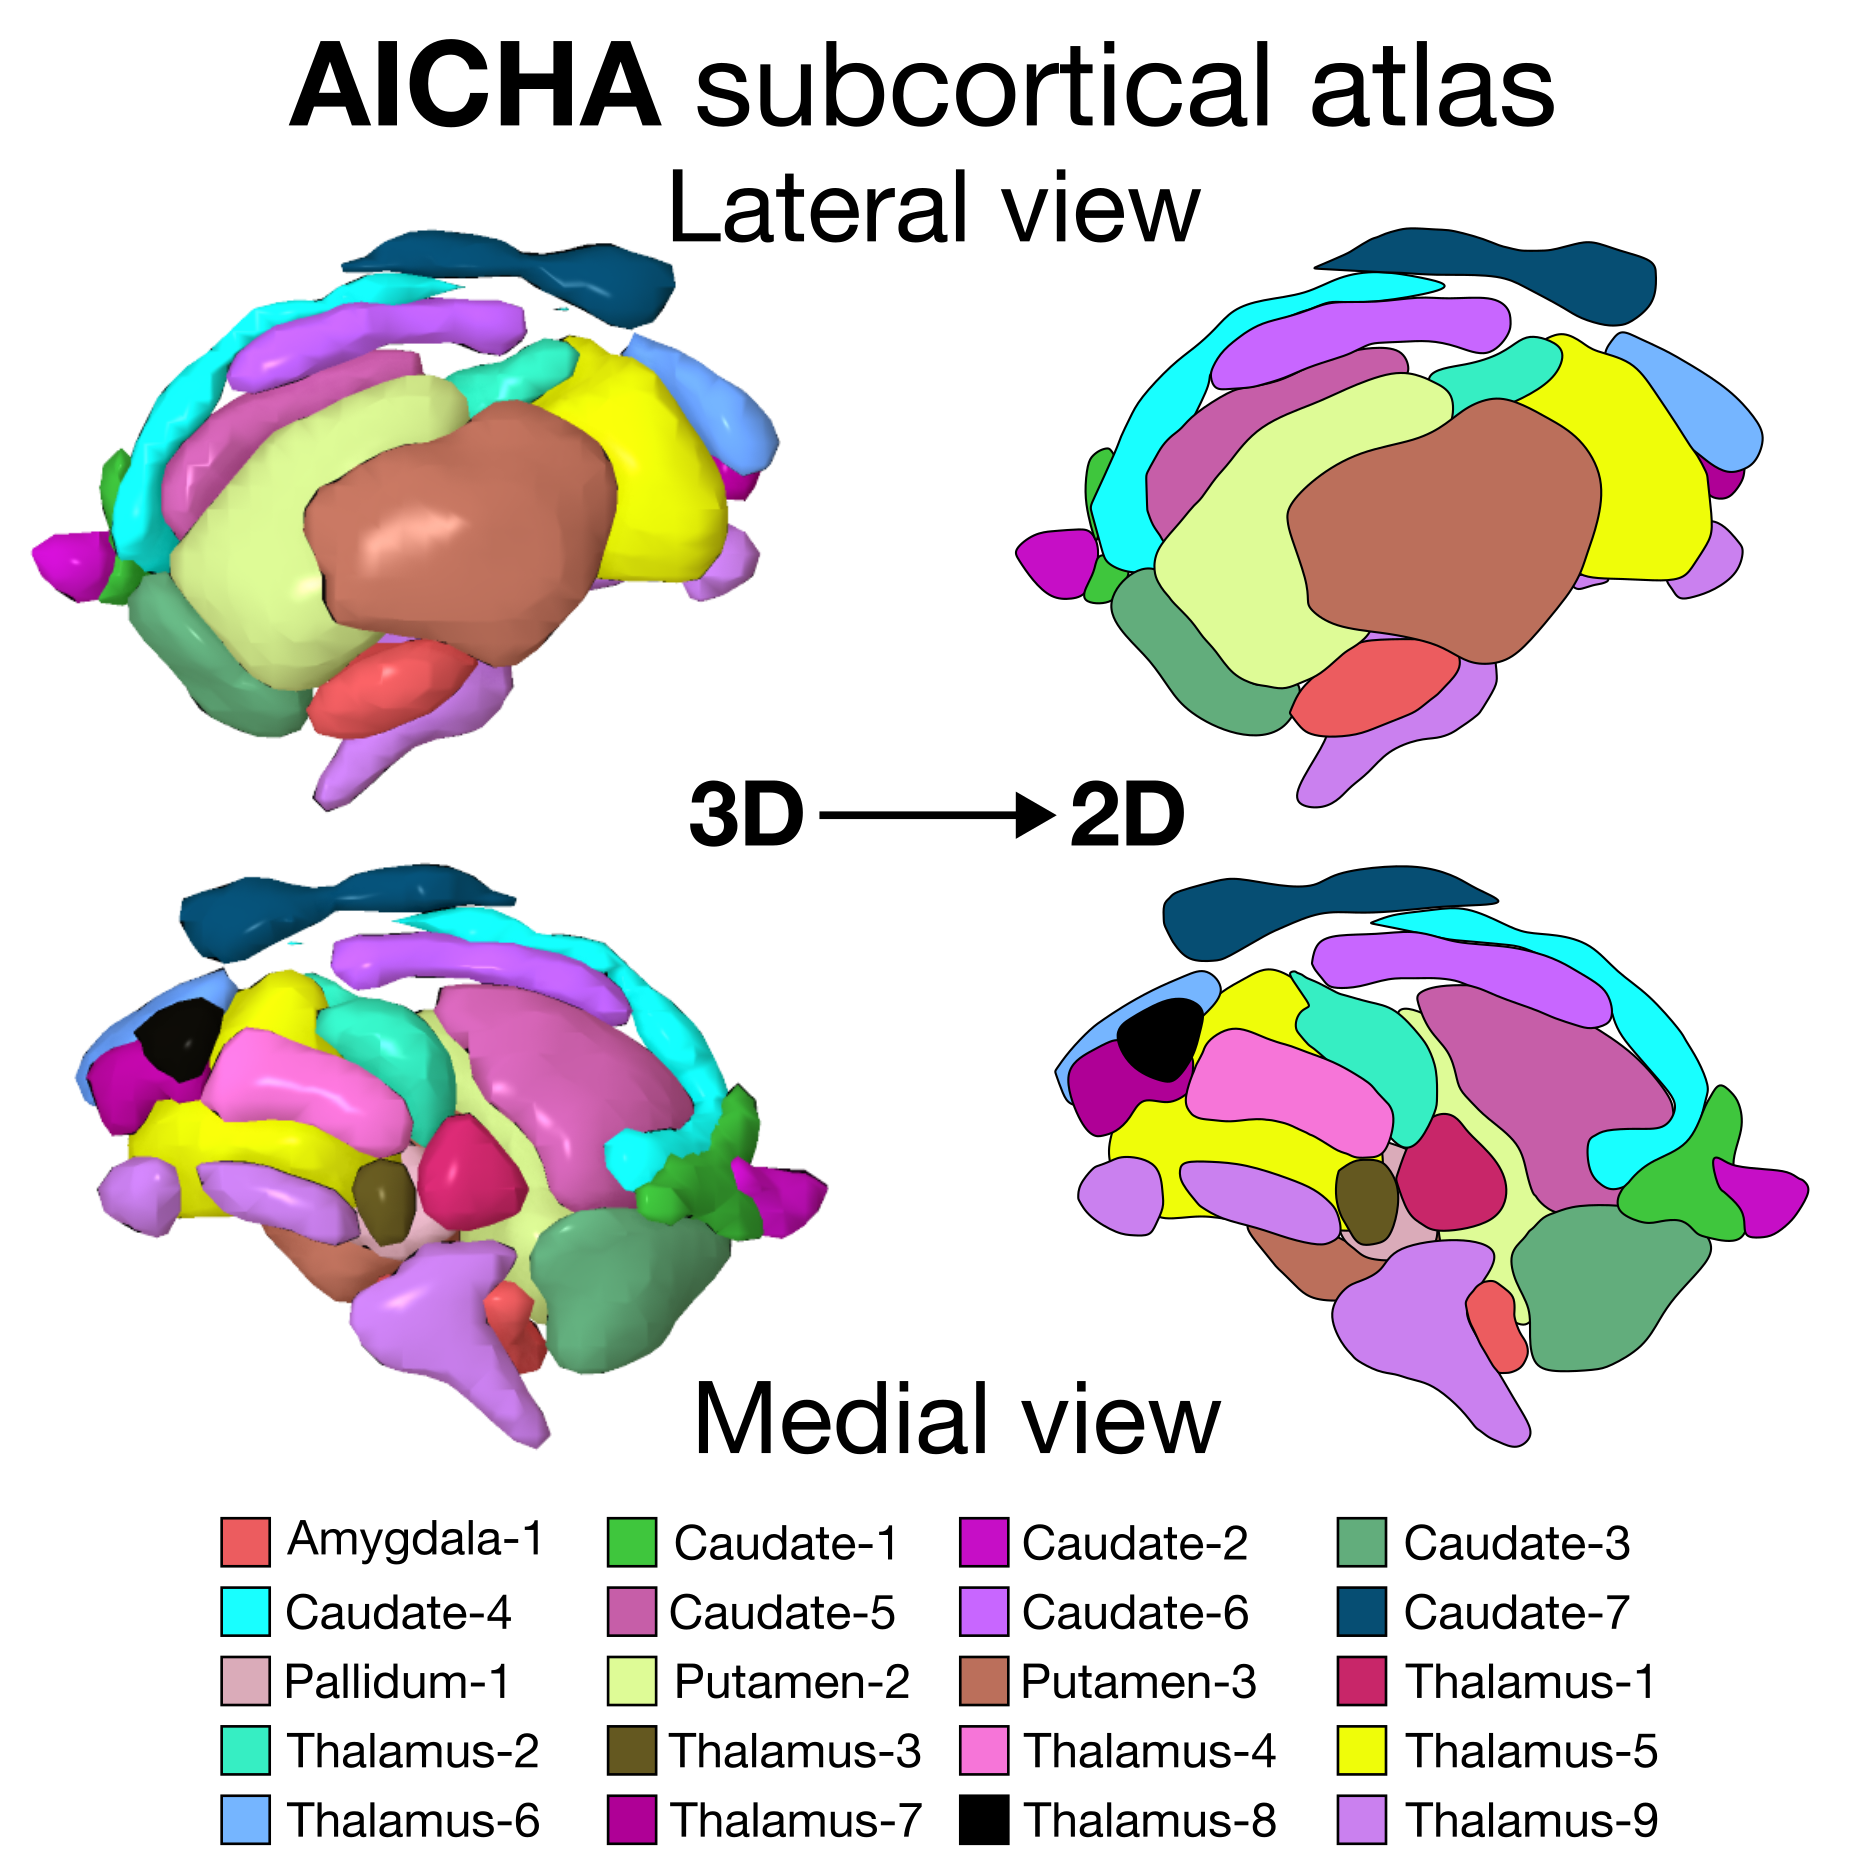 AICHA subcortical atlas
Lateral view
3D 2D
Medial view
Amygdala-1 Caudate-1 Caudate-2 Caudate-3
Caudate-4 Caudate-5 Caudate-6 Caudate-7
Pallidum-1 Putamen-2 Putamen-3 Thalamus-1
Thalamus-2 Thalamus-3 Thalamus-4 Thalamus-5
Thalamus-6 Thalamus-7 Thalamus-8 Thalamus-9